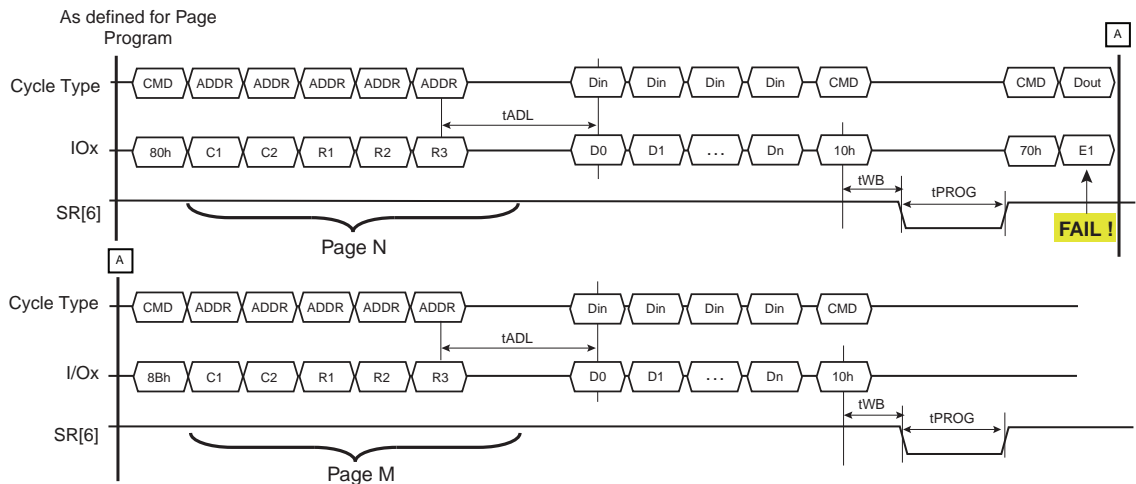 As defined for Page
Program
A
Cycle Type CMD ADDR ADDR ADDR ADDR ADDR Din Din Din Din CMD CMD Dout
tADL
IOx 80h C1 C2 R1 R2 R3 D0 D1 ... Dn 10h 70h E1
tWB tPROG
SR[6]
FAIL !
Page N
A
Cycle Type CMD ADDR ADDR ADDR ADDR ADDR Din Din Din Din CMD
tADL
I/Ox 8Bh C1 C2 R1 R2 R3 D0 D1 ... Dn 10h
tWB tPROG
SR[6]
Page M